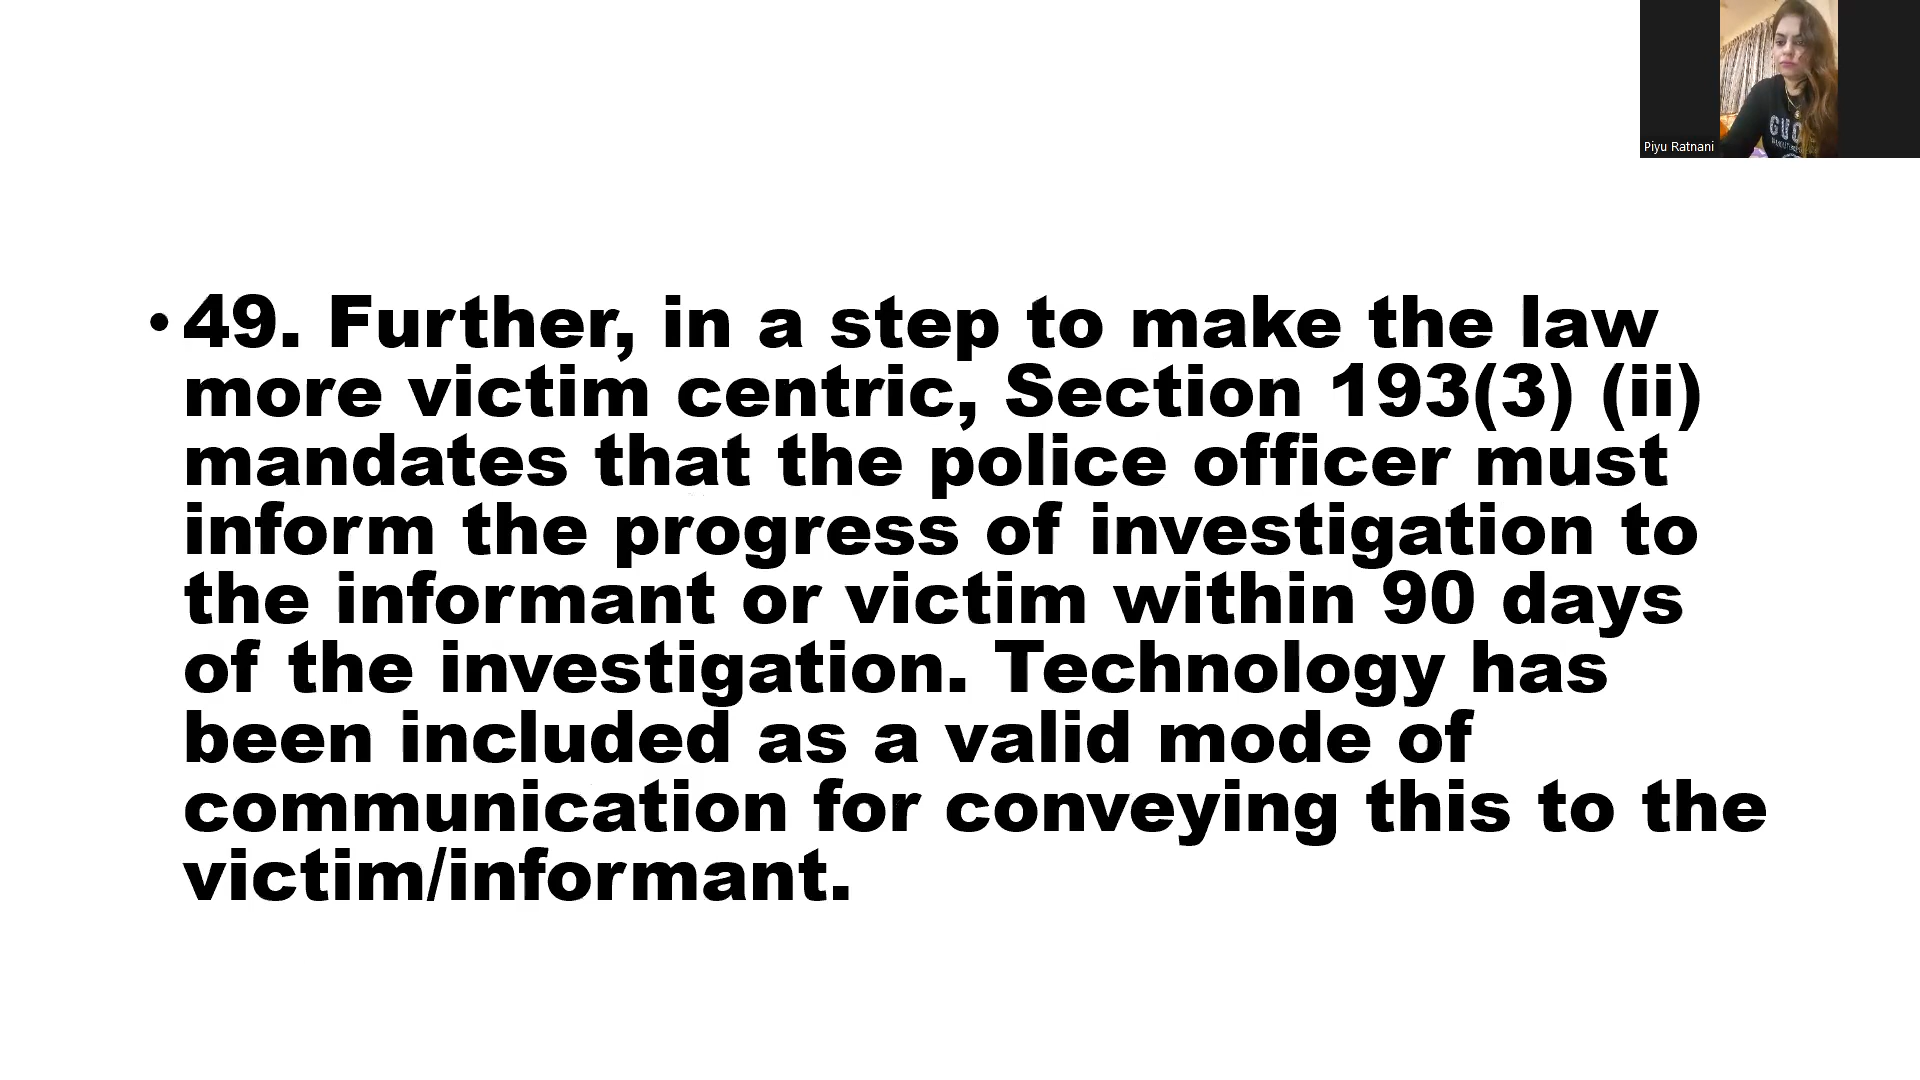 Piyu Ratnani
• 49. Further, in a step to make the law
more victim centric, Section 193(3) (ii)
mandates that the police officer must
inform the progress of investigation to
the informant or victim within 90 days
of the investigation. Technology has
been included as a valid mode of
communication for conveying this to the
victim/informant.